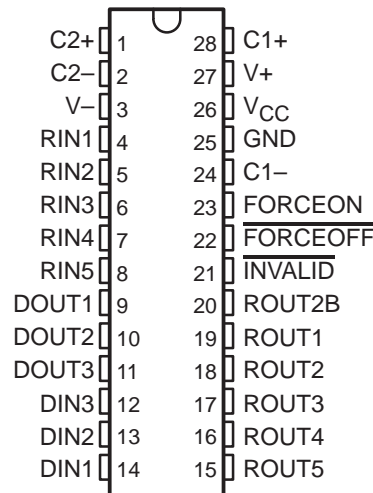 C2+ 1 28 C1+
C2– 2 27 V+
V– 3 26 VCC
RIN1 4 25 GND
RIN2 5 24 C1–
RIN3 6 23 FORCEON
RIN4 7 22 FORCEOFF
RIN5 8 21 INVALID
DOUT1 9 20 ROUT2B
DOUT2 10 19 ROUT1
DOUT3 11 18 ROUT2
DIN3 12 17 ROUT3
DIN2 13 16 ROUT4
DIN1 14 15 ROUT5